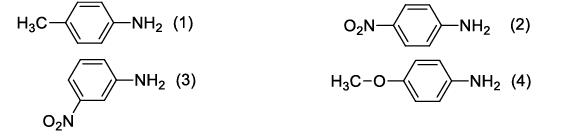 H₃C NH₂ (1)
O₂N NH₂ (2)
NH₂ (3)
O₂N
H₃C-O NH₂ (4)